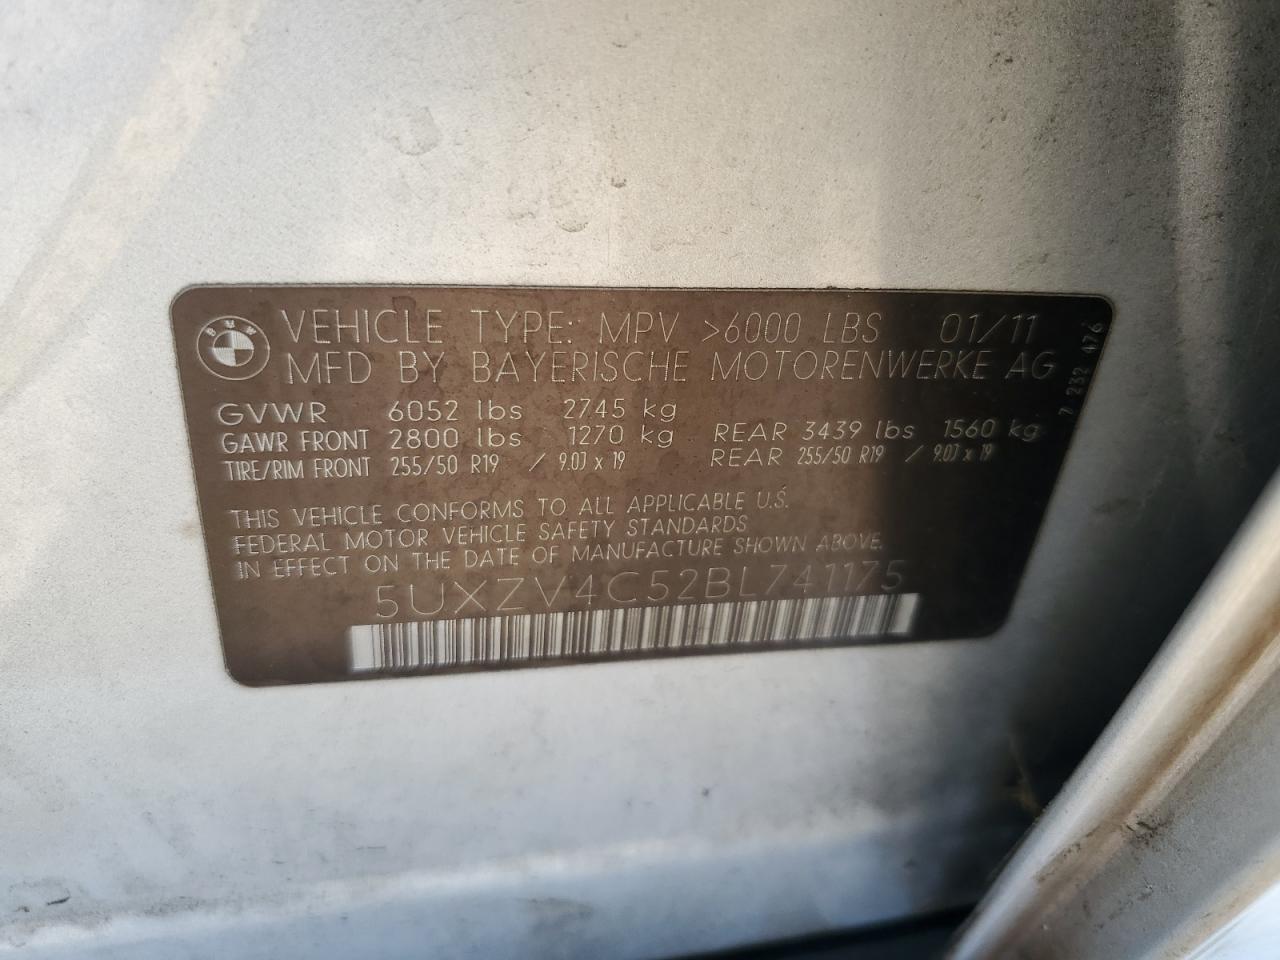 BMW
VEHICLE TYPE: MPV >6000 LBS 01/11
MFD BY BAYERISCHE MOTORENWERKE AG
7 232 476
GVWR 6052 lbs 2745 kg
GAWR FRONT 2800 lbs 1270 kg REAR 3439 lbs 1560 kg
TIRE/RIM FRONT 255/50 R19 / 9.0J x 19 REAR 255/50 R19 / 9.0J x 19
THIS VEHICLE CONFORMS TO ALL APPLICABLE U.S.
FEDERAL MOTOR VEHICLE SAFETY STANDARDS
IN EFFECT ON THE DATE OF MANUFACTURE SHOWN ABOVE.
5UXZV4C52BL741175